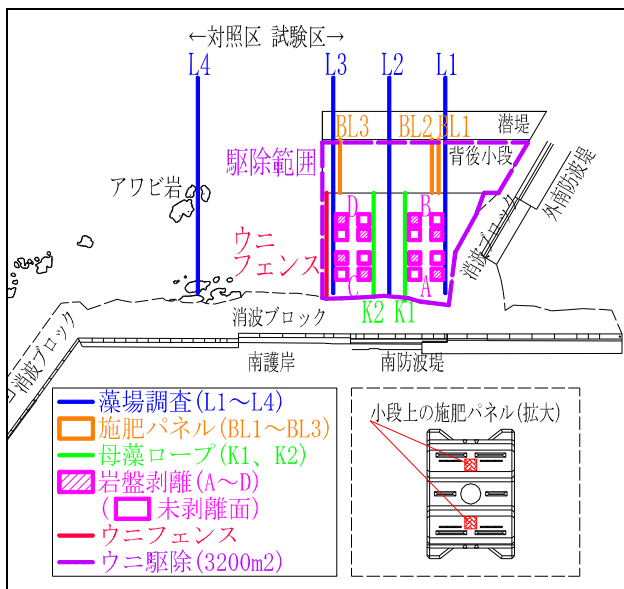 ←対照区 試験区→
L4
L3
L2
L1
BL3
BL2
BL1
潜堤
駆除範囲
背後小段
アワビ岩
外南防波堤
D
B
ウニ
フェンス
消波ブロック
C
A
K2
K1
消波ブロック
消波ブロック
南護岸
南防波堤
藻場調査(L1～L4)
施肥パネル(BL1～BL3)
母藻ロープ(K1、K2)
岩盤剥離(A～D)
(　未剥離面)
ウニフェンス
ウニ駆除(3200m2)
小段上の施肥パネル(拡大)